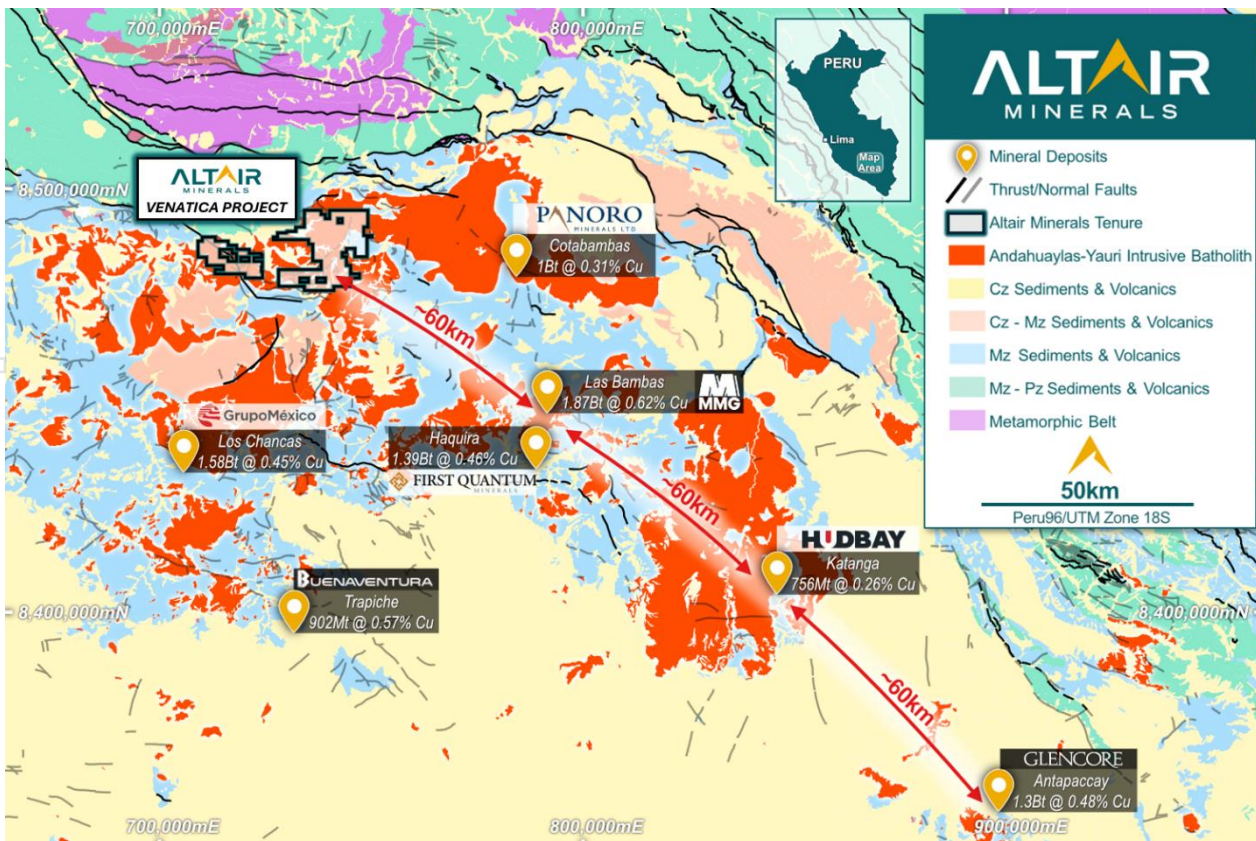 700,000mE
800,000mE
ALTAIR
MINERALS
VENATICA PROJECT
8,500,000mN
PANORO
MINERALS LTD.
Cotabambas
1Bt @ 0.31% Cu
~60km
Las Bambas
1.87Bt @ 0.62% Cu
MMG
GrupoMéxico
Los Chancas
1.58Bt @ 0.45% Cu
Haquira
1.39Bt @ 0.46% Cu
FIRST QUANTUM
MINERALS
~60km
HUDBAY
Katanga
756Mt @ 0.26% Cu
BUENAVENTURA
Trapiche
902Mt @ 0.57% Cu
8,400,000mN
8,400,000mN
~60km
GLENCORE
Antapaccay
1.3Bt @ 0.48% Cu
700,000mE
800,000mE
900,000mE
PERU
Lima
Map
Area
ALTAIR
MINERALS
Mineral Deposits
Thrust/Normal Faults
Altair Minerals Tenure
Andahuaylas-Yauri Intrusive Batholith
Cz Sediments & Volcanics
Cz - Mz Sediments & Volcanics
Mz Sediments & Volcanics
Mz - Pz Sediments & Volcanics
Metamorphic Belt
50km
Peru96/UTM Zone 18S